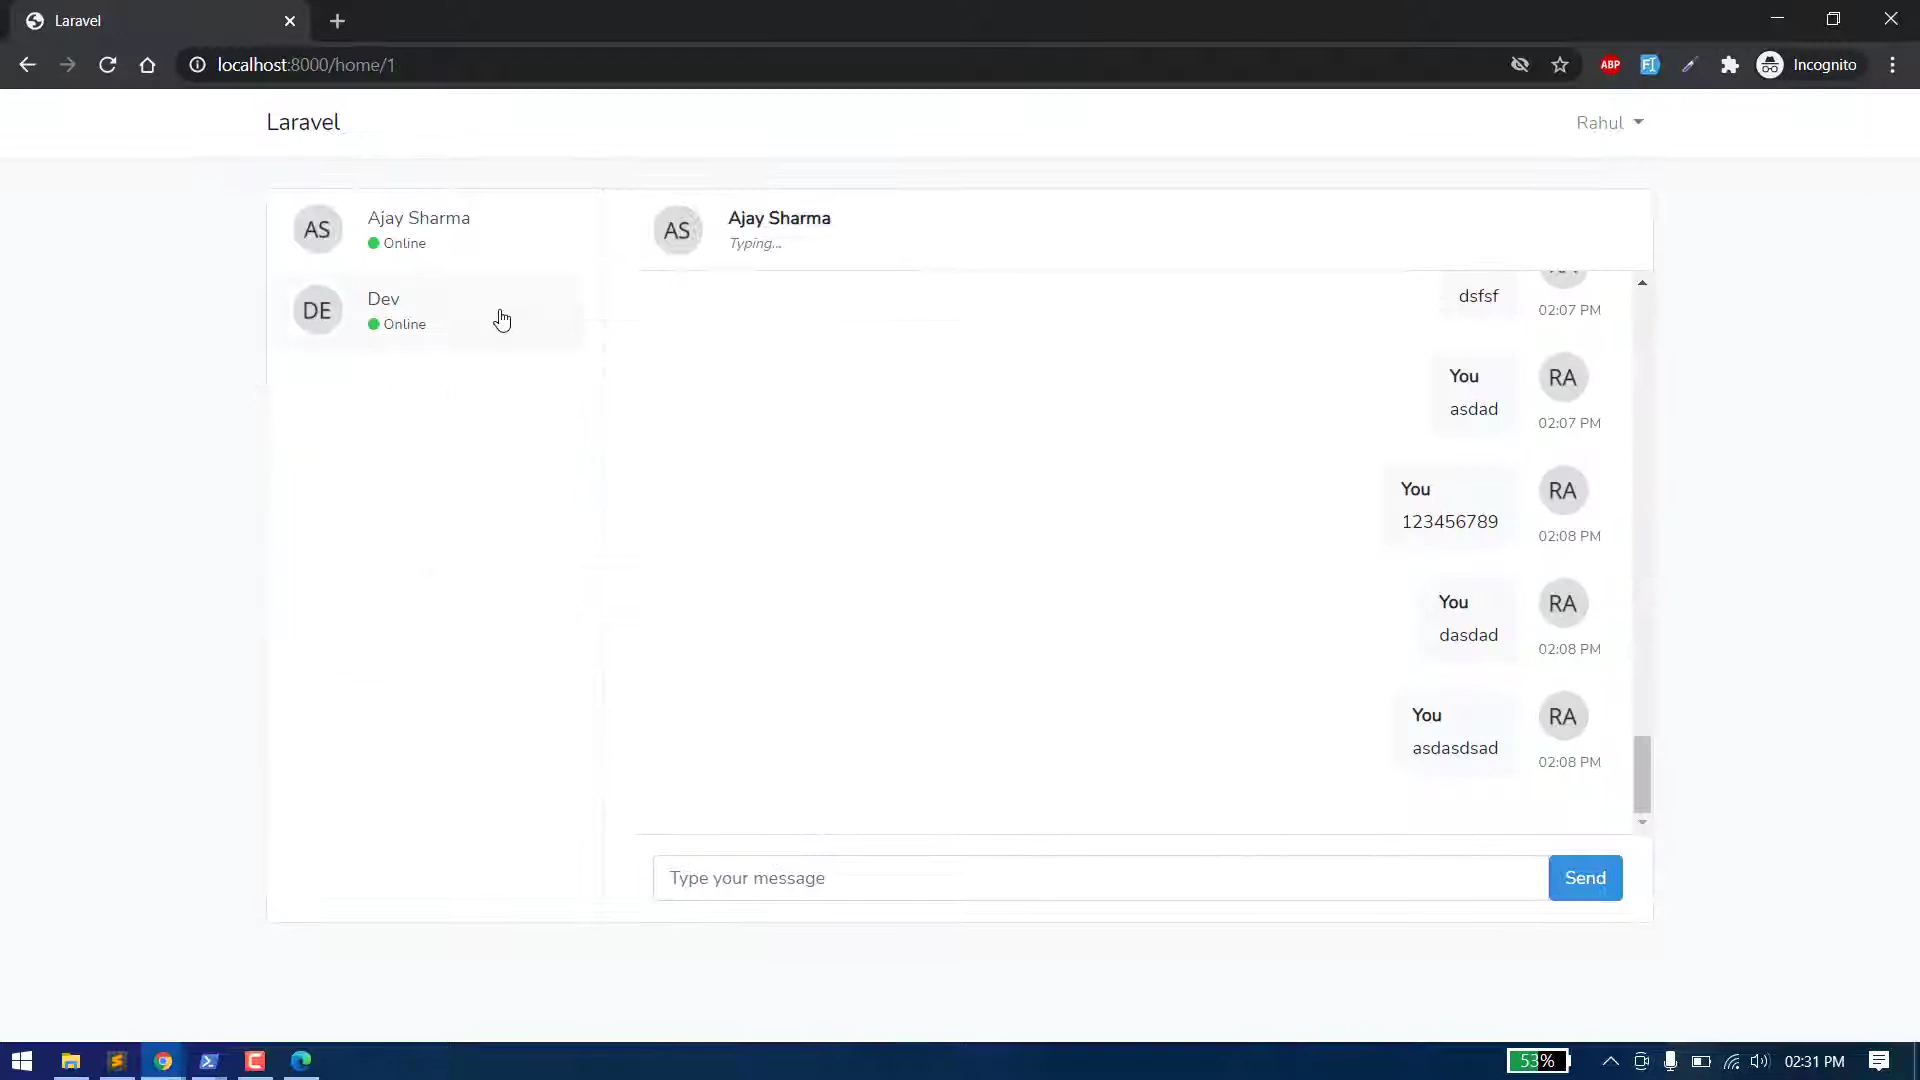 Laravel
localhost:8000/home/1
ABP
Incognito
Laravel
Rahul
AS
Ajay Sharma
Online
DE
Dev
Online
AS
Ajay Sharma
Typing...
dsfsf
02:07 PM
You
asdad
RA
02:07 PM
You
123456789
RA
02:08 PM
You
dasdad
RA
02:08 PM
You
asdasdsad
RA
02:08 PM
Type your message
Send
53%
02:31 PM